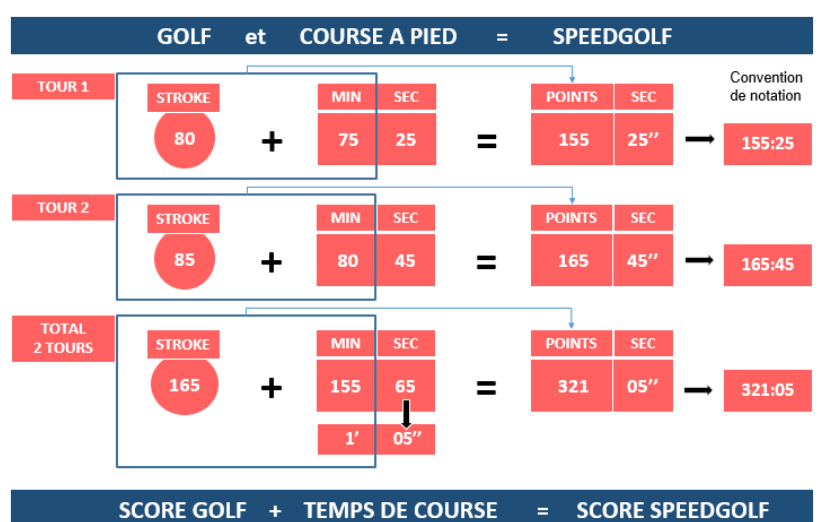 GOLF et COURSE A PIED = SPEEDGOLF
Convention
de notation
TOUR 1
STROKE MIN SEC POINTS SEC
80 + 75 25 = 155 25’’ → 155:25
TOUR 2
STROKE MIN SEC POINTS SEC
85 + 80 45 = 165 45’’ → 165:45
TOTAL
2 TOURS
STROKE MIN SEC POINTS SEC
165 + 155 65 = 321 05’’ → 321:05
1’ 05’’
SCORE GOLF + TEMPS DE COURSE = SCORE SPEEDGOLF